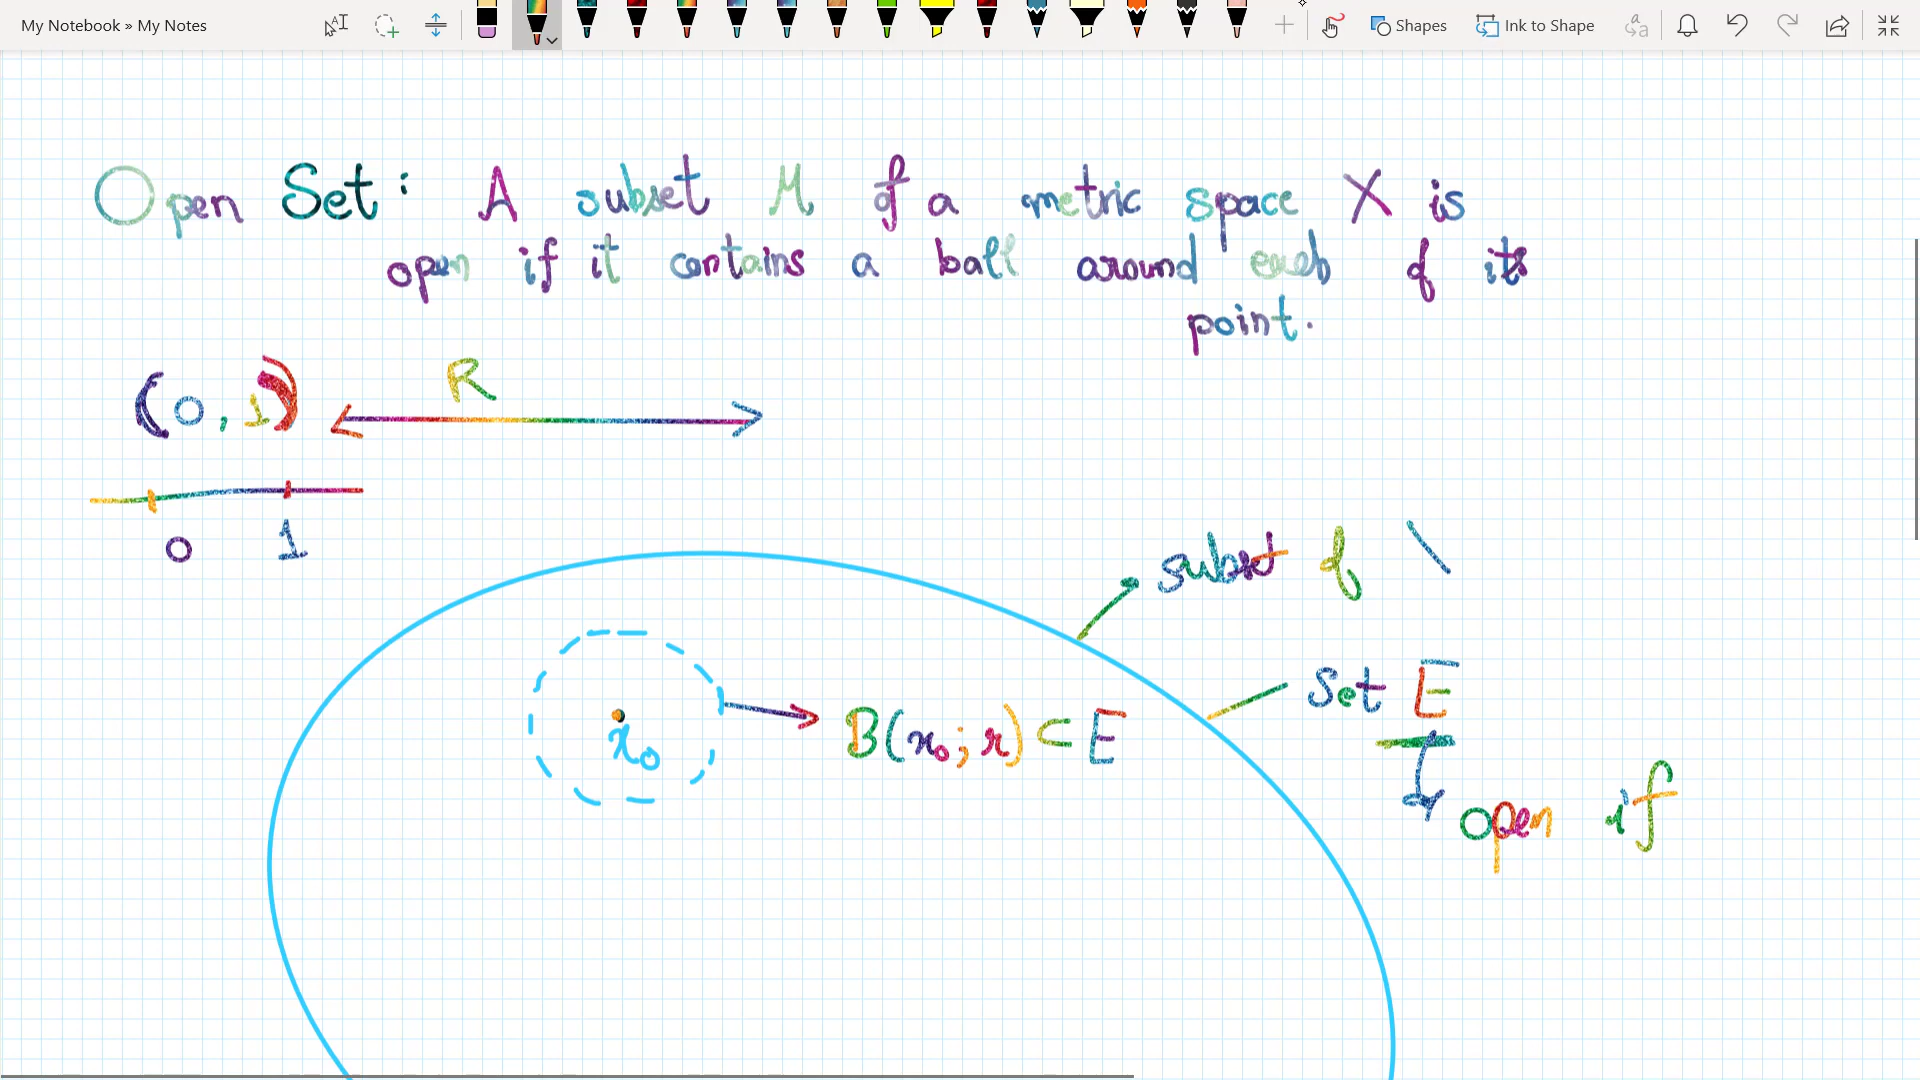 My Notebook » My Notes
Shapes
Ink to Shape
Open Set: A subset M of a metric space X is
open if it contains a ball around each of its
point.
(0, 1)
R
0 1
subset of
Set E
x₀
B(x₀; r) ⊂ E
open if